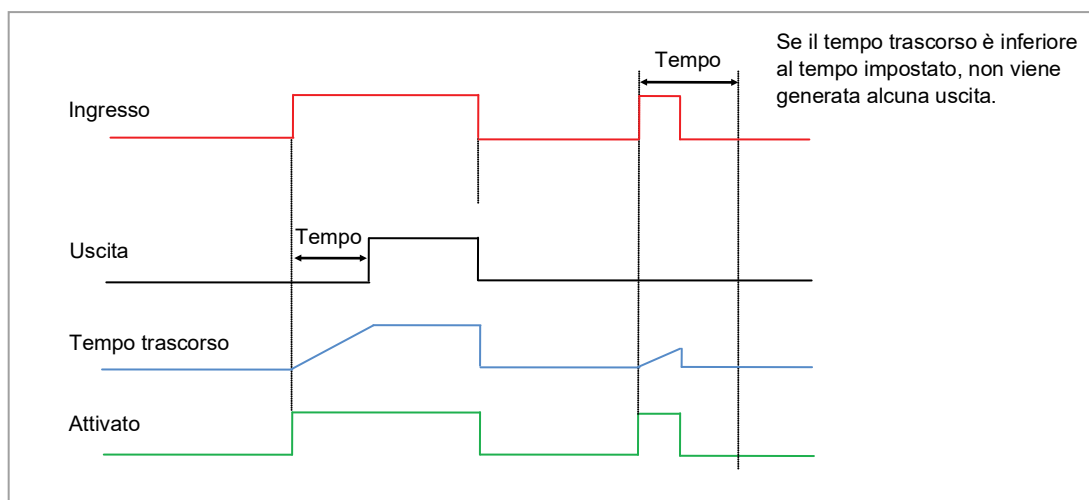 Se il tempo trascorso è inferiore
al tempo impostato, non viene
generata alcuna uscita.
Tempo
Ingresso
Tempo
Uscita
Tempo trascorso
Attivato